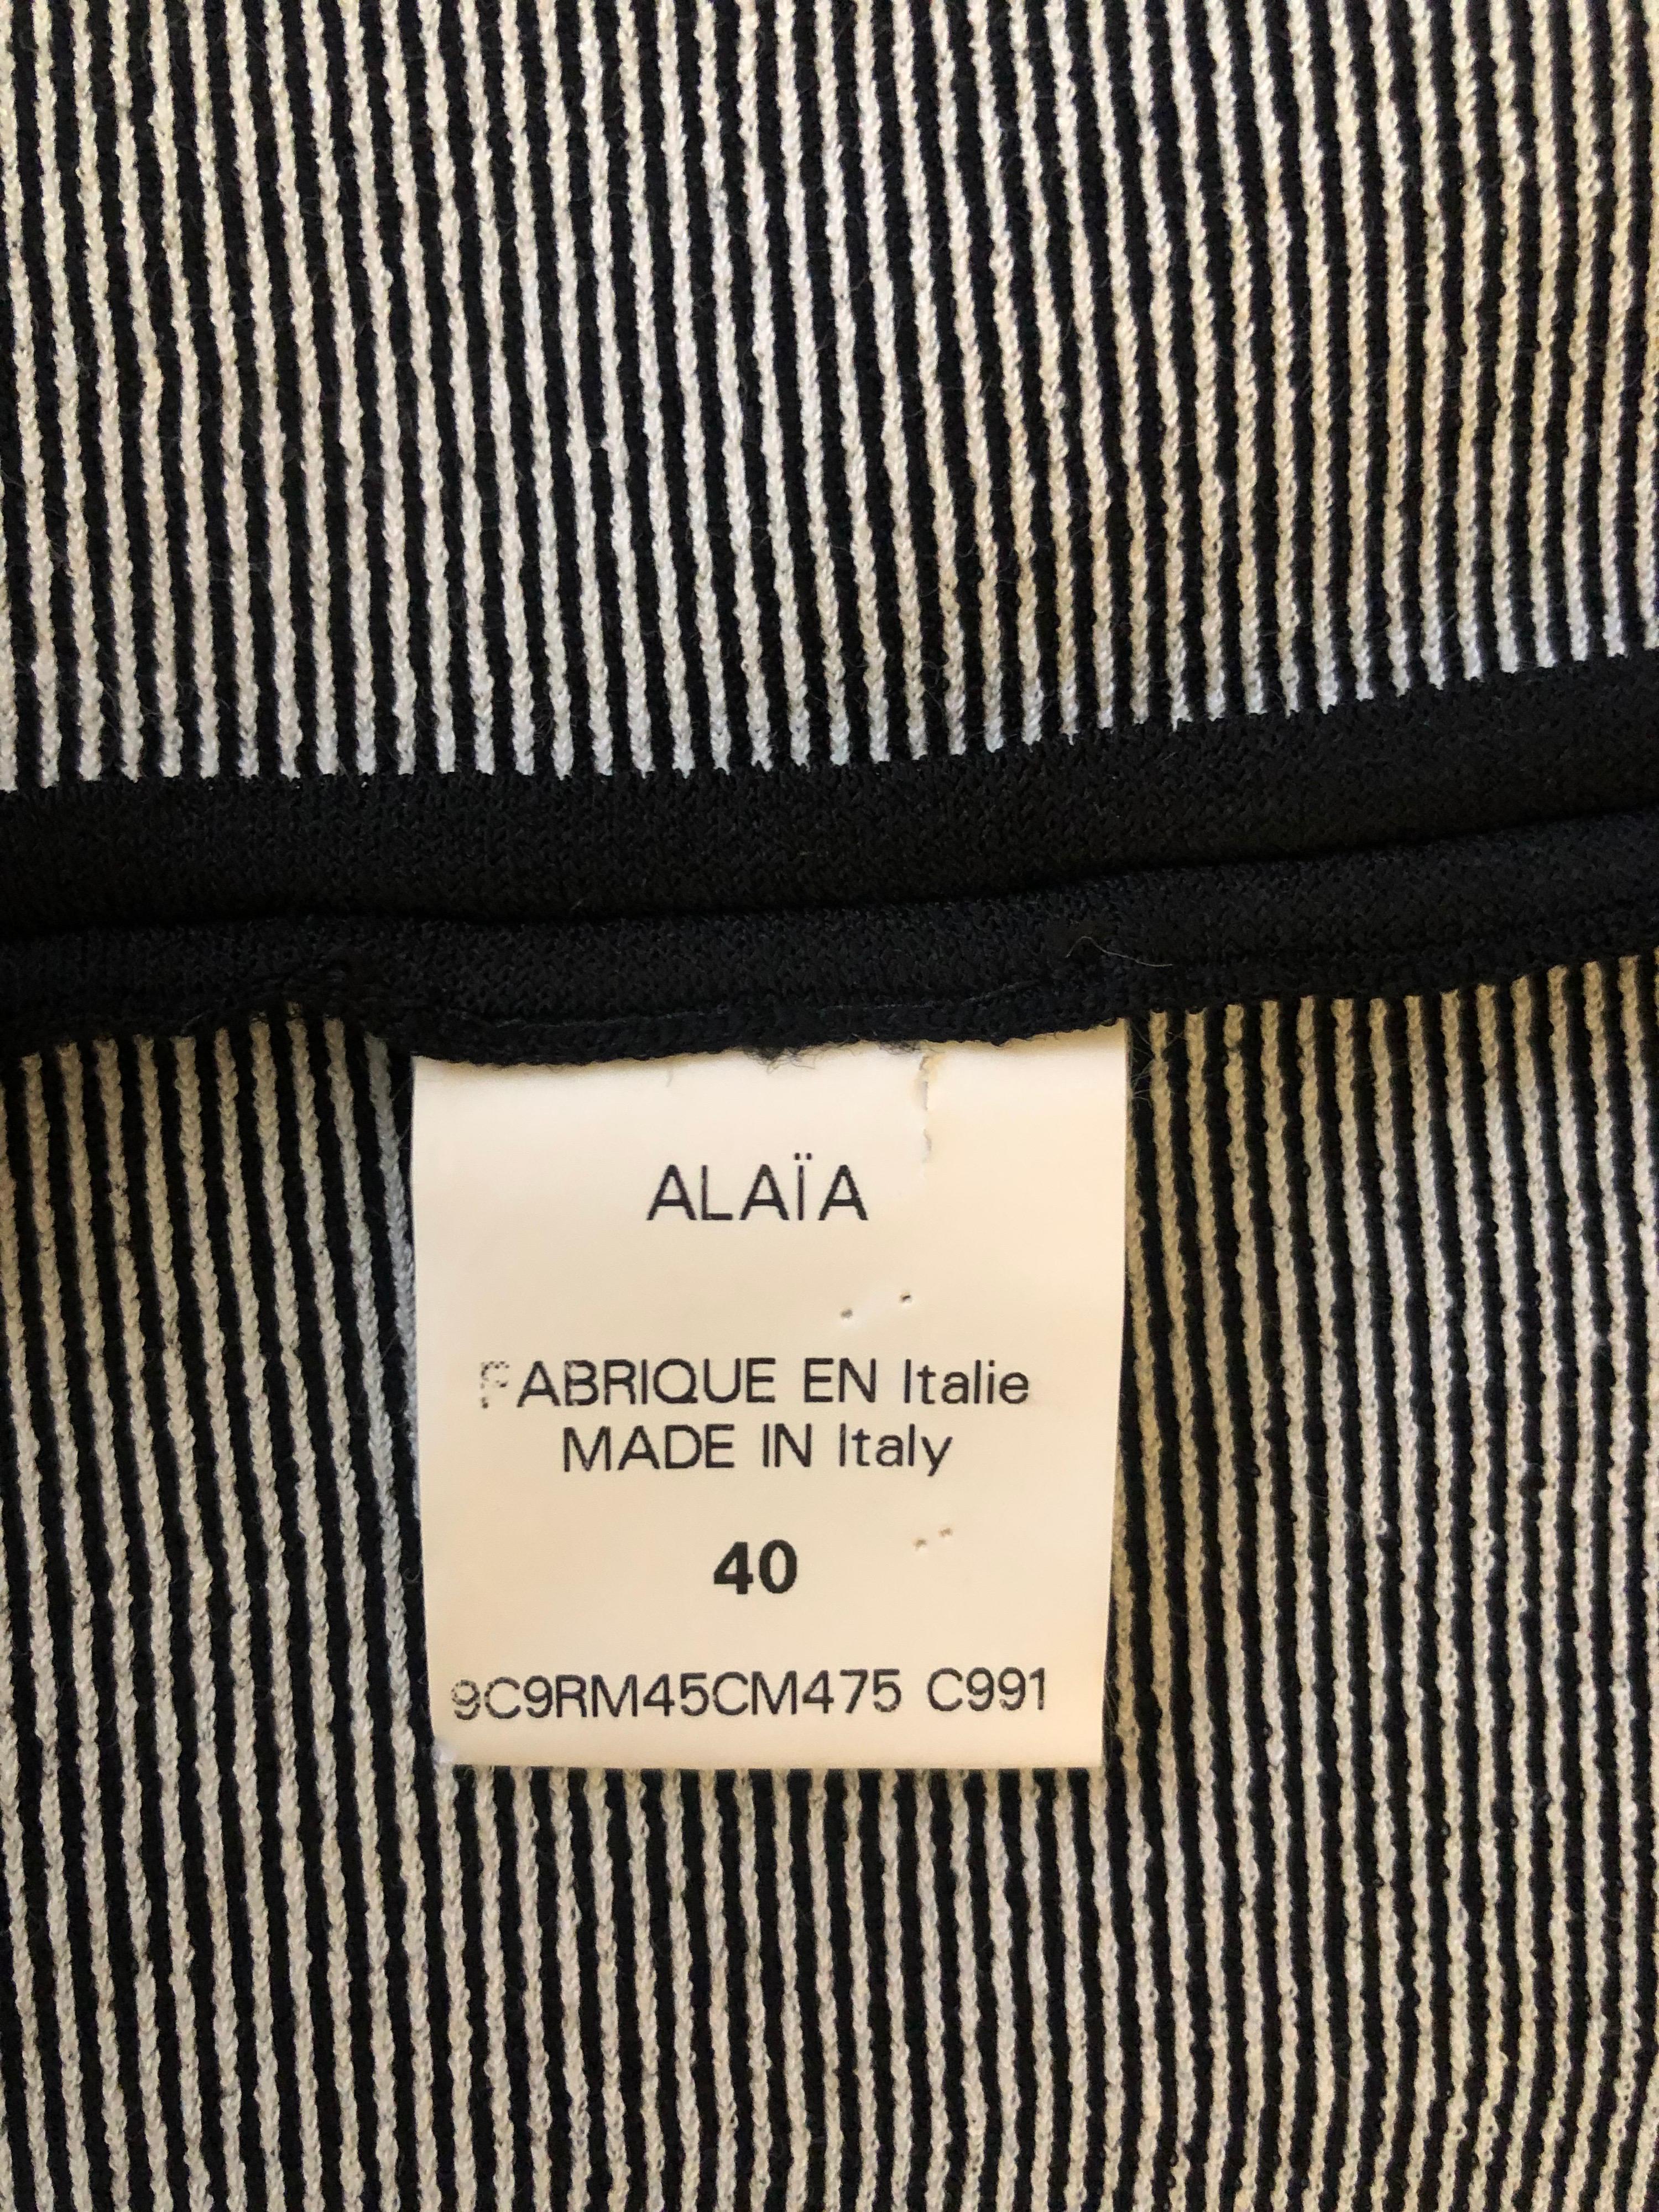 ALAÏA
FABRIQUE EN Italie
MADE IN Italy
40
9C9RM45CM475 C991